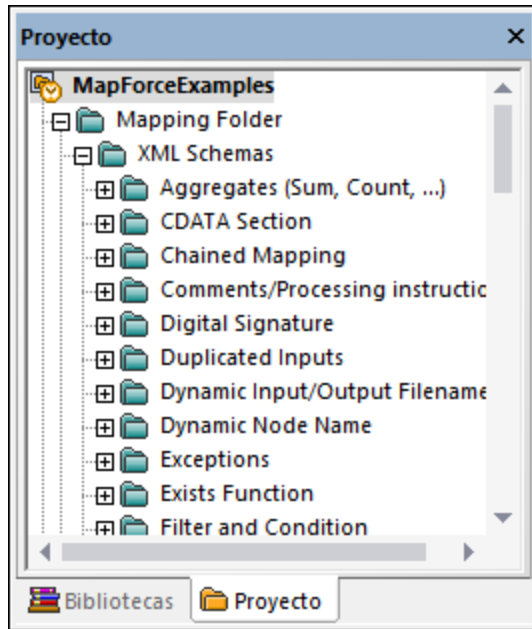 Proyecto
MapForceExamples
Mapping Folder
XML Schemas
Aggregates (Sum, Count, ...)
CDATA Section
Chained Mapping
Comments/Processing instructio
Digital Signature
Duplicated Inputs
Dynamic Input/Output Filename
Dynamic Node Name
Exceptions
Exists Function
Filter and Condition
Bibliotecas Proyecto